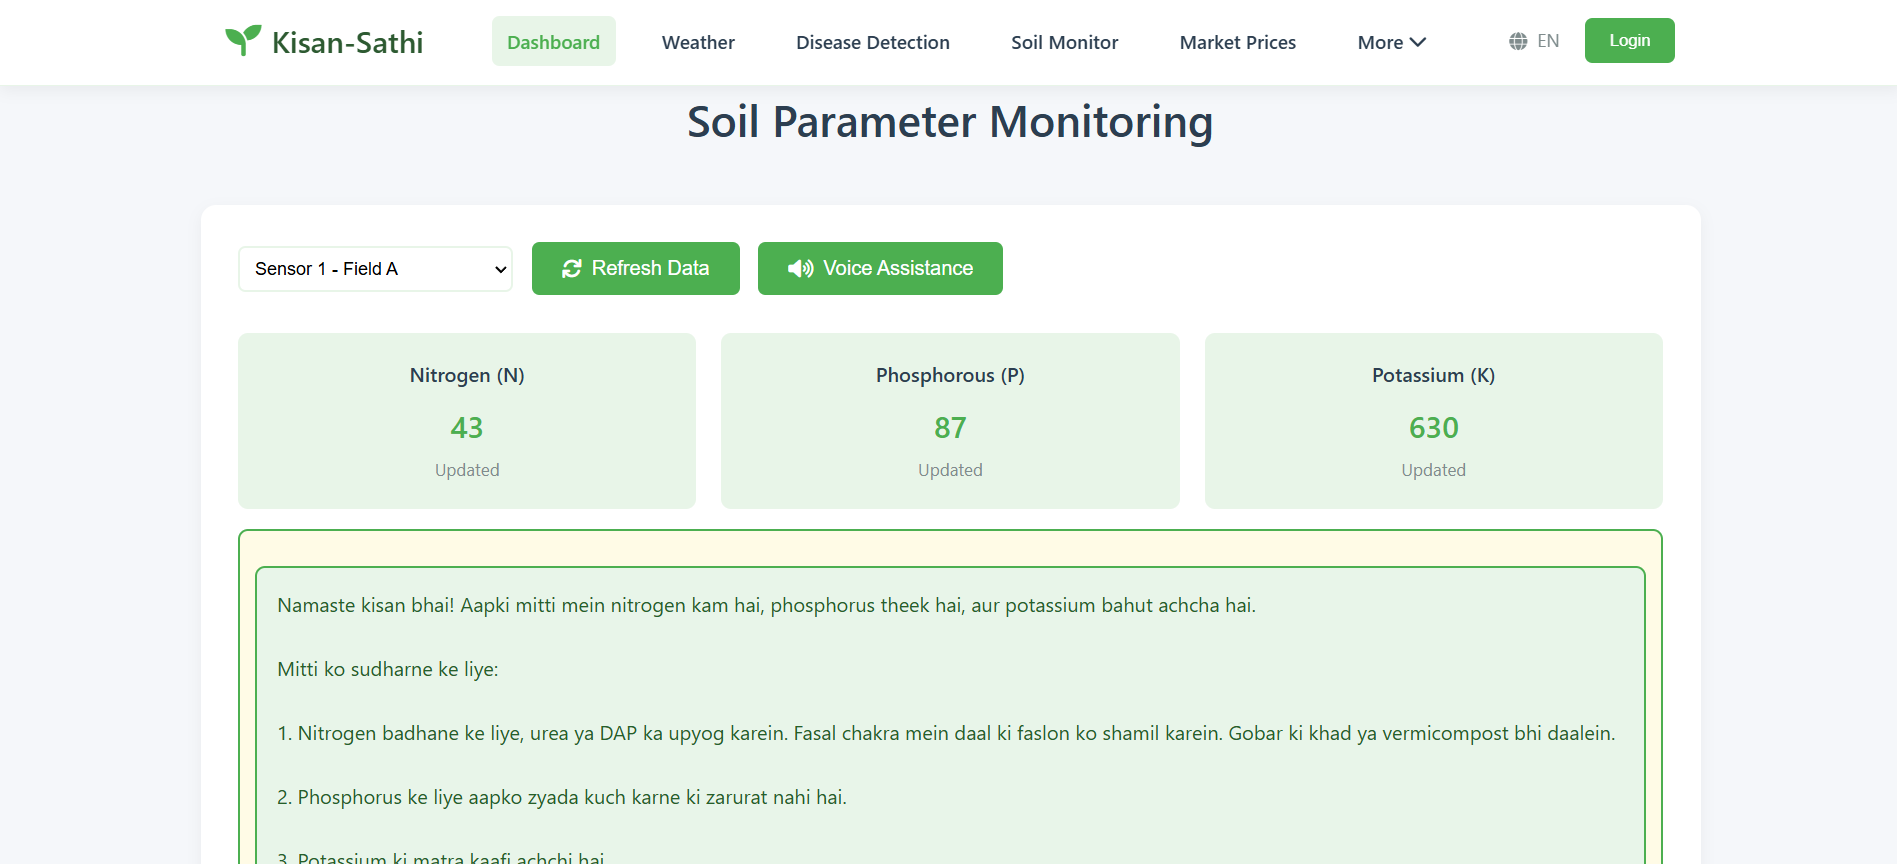 Kisan-Sathi
Dashboard
Weather
Disease Detection
Soil Monitor
Market Prices
More
EN
Login
Soil Parameter Monitoring
Sensor 1 - Field A
Refresh Data
Voice Assistance
Nitrogen (N)
43
Updated
Phosphorous (P)
87
Updated
Potassium (K)
630
Updated
Namaste kisan bhai! Aapki mitti mein nitrogen kam hai, phosphorus theek hai, aur potassium bahut achcha hai.
Mitti ko sudharne ke liye:
1. Nitrogen badhane ke liye, urea ya DAP ka upyog karein. Fasal chakra mein daal ki faslon ko shamil karein. Gobar ki khad ya vermicompost bhi daalein.
2. Phosphorus ke liye aapko zyada kuch karne ki zarurat nahi hai.
3. Potassium ki matra kaafi achchi hai